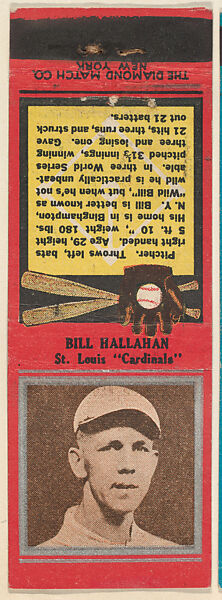 THE DIAMOND MATCH CO.
NEW YORK
Pitcher. Throws left, bats
right handed. Age 29, height
5 ft. 10", weight, 180 lbs.
His home is in Binghampton,
N. Y. Bill is known as
"Wild" Bill, but when he's not
wild he is practically unbeat-
able. In three World Series
pitched 31⅓ innings, winning
three and losing one. Gave
21 hits, three runs, and struck
out 21 batters.
BILL HALLAHAN
St. Louis "Cardinals"